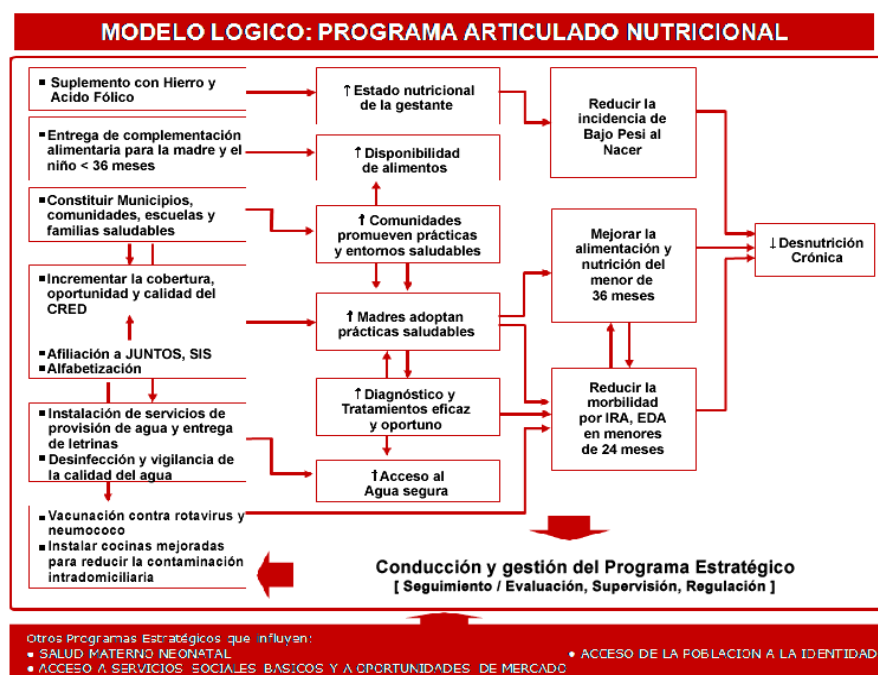 MODELO LOGICO: PROGRAMA ARTICULADO NUTRICIONAL
▪ Suplemento con Hierro y
Acido Fólico
▪ Entrega de complementación
alimentaria para la madre y el
niño < 36 meses
▪ Constituir Municipios,
comunidades, escuelas y
familias saludables
▪ Incrementar la cobertura,
oportunidad y calidad del
CRED
▪ Afiliación a JUNTOS, SIS
▪ Alfabetización
▪ Instalación de servicios de
provisión de agua y entrega
de letrinas
▪ Desinfección y vigilancia de
la calidad del agua
▪ Vacunación contra rotavirus y
neumococo
▪ Instalar cocinas mejoradas
para reducir la contaminación
intradomiciliaria
↑ Estado nutricional
de la gestante
↑ Disponibilidad
de alimentos
↑ Comunidades
promueven prácticas
y entornos saludables
↑ Madres adoptan
prácticas saludables
↑ Diagnóstico y
Tratamientos eficaz
y oportuno
↑ Acceso al
Agua segura
Reducir la
incidencia de
Bajo Pesi al
Nacer
Mejorar la
alimentación y
nutrición del
menor de
36 meses
Reducir la
morbilidad
por IRA, EDA
en menores
de 24 meses
↓ Desnutrición
Crónica
Conducción y gestión del Programa Estratégico
[ Seguimiento / Evaluación, Supervisión, Regulación ]
Otros Programas Estratégicos que influyen:
• SALUD MATERNO NEONATAL
• ACCESO DE LA POBLACION A LA IDENTIDAD
• ACCESO A SERVICIOS SOCIALES BASICOS Y A OPORTUNIDADES DE MERCADO